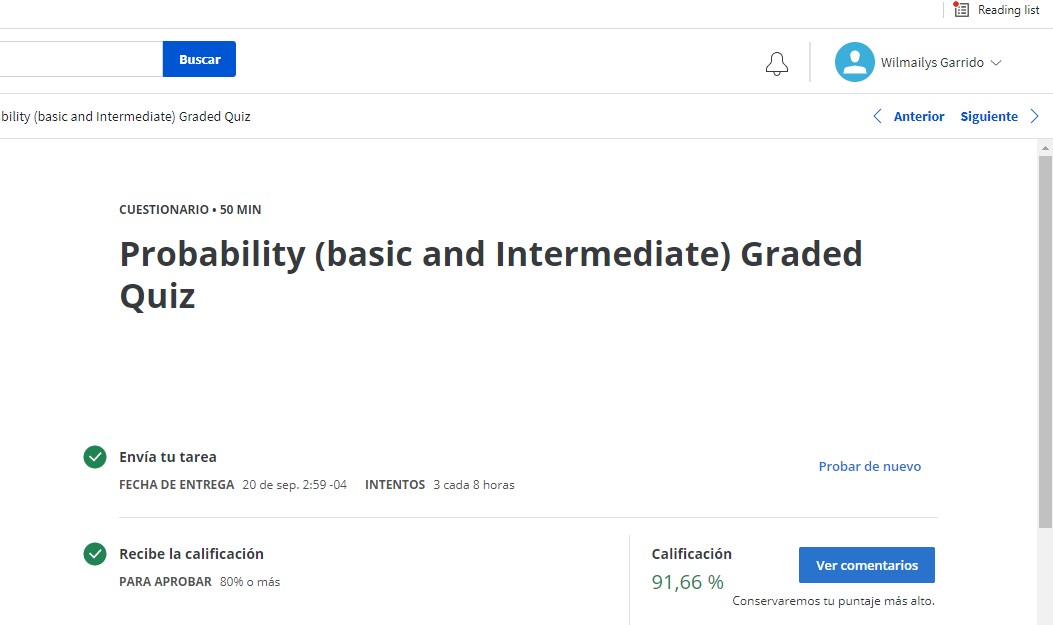 Reading list
Buscar
Wilmailys Garrido
bility (basic and Intermediate) Graded Quiz
Anterior Siguiente
CUESTIONARIO • 50 MIN
Probability (basic and Intermediate) Graded
Quiz
Envía tu tarea
Probar de nuevo
FECHA DE ENTREGA 20 de sep. 2:59 -04 INTENTOS 3 cada 8 horas
Recibe la calificación
Calificación
Ver comentarios
PARA APROBAR 80% o más
91,66 %
Conservaremos tu puntaje más alto.